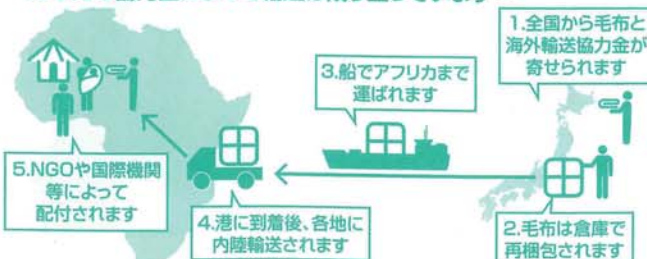 1.全国から毛布と
海外輸送協力金が
寄せられます
2.毛布は倉庫で
再梱包されます
3.船でアフリカまで
運ばれます
4.港に到着後、各地に
内陸輸送されます
5.NGOや国際機関
等によって
配付されます